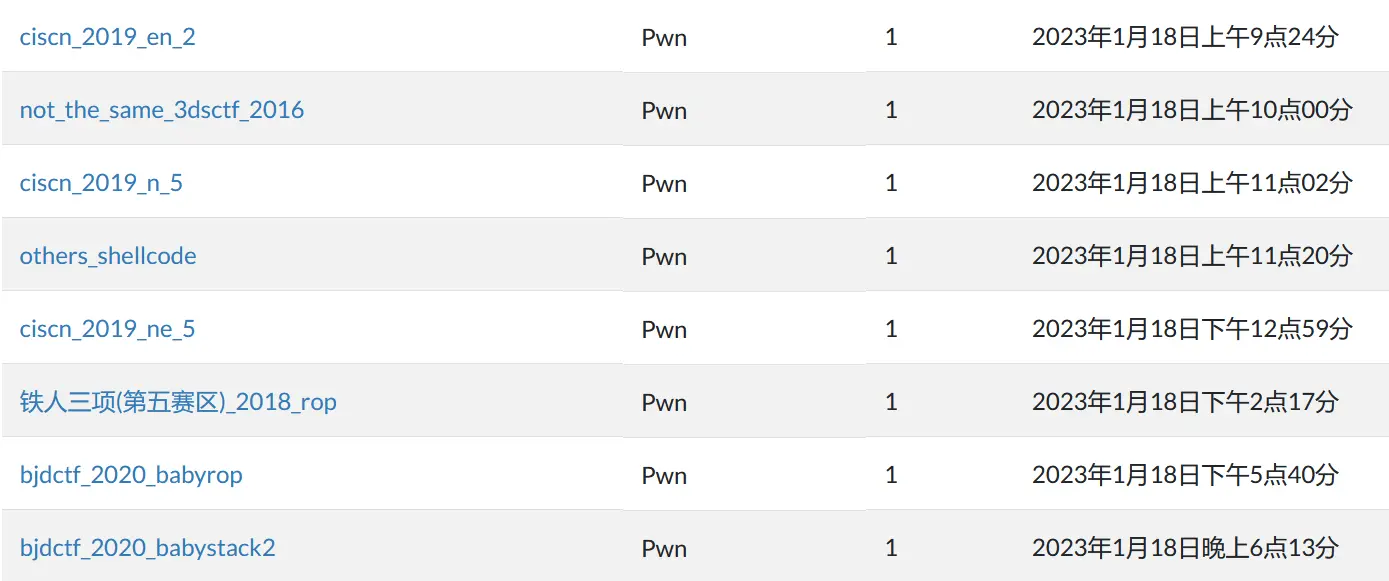 ciscn_2019_en_2 Pwn 1 2023年1月18日上午9点24分
not_the_same_3dsctf_2016 Pwn 1 2023年1月18日上午10点00分
ciscn_2019_n_5 Pwn 1 2023年1月18日上午11点02分
others_shellcode Pwn 1 2023年1月18日上午11点20分
ciscn_2019_ne_5 Pwn 1 2023年1月18日下午12点59分
铁人三项(第五赛区)_2018_rop Pwn 1 2023年1月18日下午2点17分
bjdctf_2020_babyrop Pwn 1 2023年1月18日下午5点40分
bjdctf_2020_babystack2 Pwn 1 2023年1月18日晚上6点13分